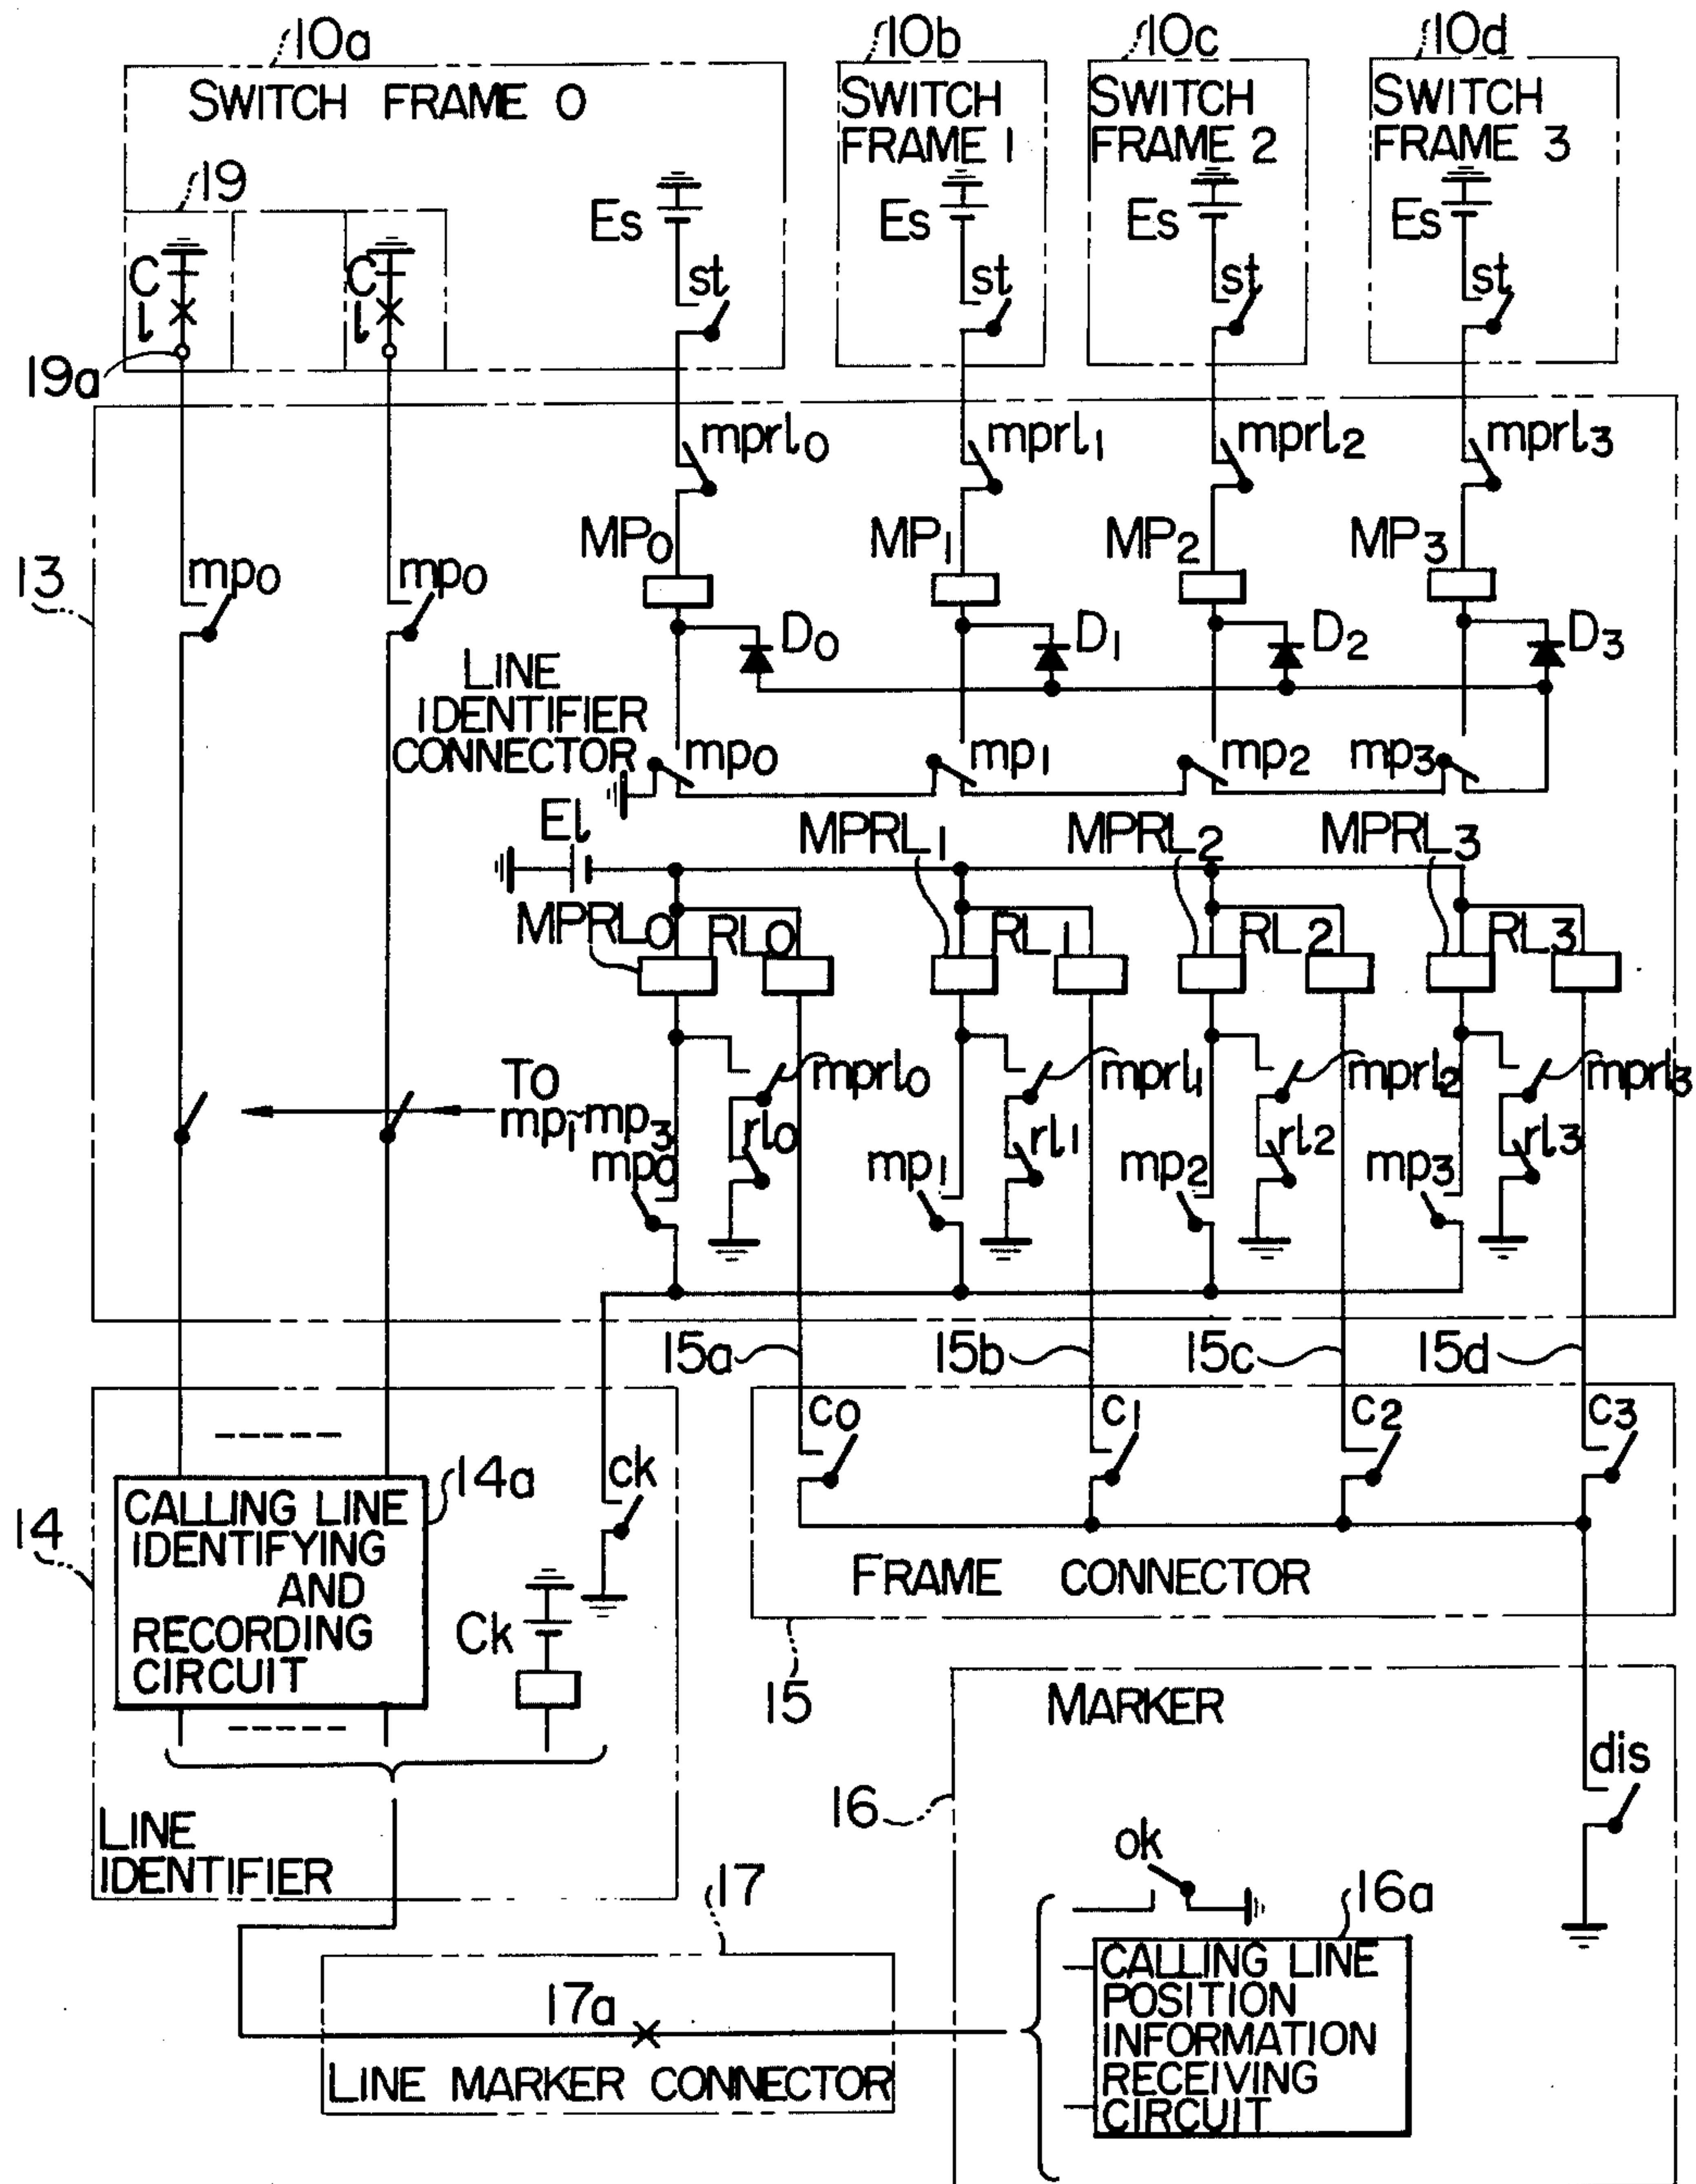 10a
10b
10c
10d
SWITCH FRAME 0
SWITCH
FRAME 1
SWITCH
FRAME 2
SWITCH
FRAME 3
19
Es
Es
Es
Es
C
l
C
l
st
st
st
st
19a
mprl0
mprl1
mprl2
mprl3
MP0
MP1
MP2
MP3
13
mp0
mp0
D0
D1
D2
D3
LINE
IDENTIFIER
CONNECTOR
mp0
mp1
mp2
mp3
El
MPRL1
MPRL2
MPRL3
MPRL0
RL0
RL1
RL2
RL3
TO
mp1~mp3
mprl0
mprl1
mprl2
mprl3
rl0
rl1
rl2
rl3
mp0
mp1
mp2
mp3
15a
15b
15c
15d
c0
c1
c2
c3
14a
ck
14
CALLING LINE
IDENTIFYING
AND
RECORDING
CIRCUIT
Ck
FRAME CONNECTOR
15
MARKER
dis
16
ok
LINE
IDENTIFIER
17
16a
CALLING LINE
POSITION
INFORMATION
RECEIVING
CIRCUIT
17a
LINE MARKER CONNECTOR